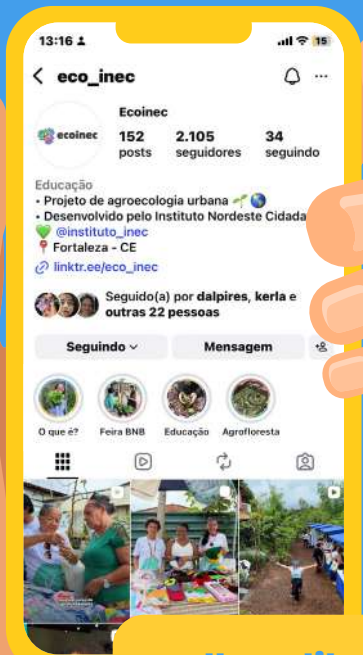 13:16
15
eco_inec
Ecoinec
ecoinec
152
2.105
34
posts
seguidores
seguindo
Educação
• Projeto de agroecologia urbana
• Desenvolvido pelo Instituto Nordeste Cidada
@instituto_inec
Fortaleza - CE
linktr.ee/eco_inec
Seguido(a) por dalpires, kerla e
outras 22 pessoas
Seguindo
Mensagem
O que é?
Feira BNB
Educação
Agrofloresta